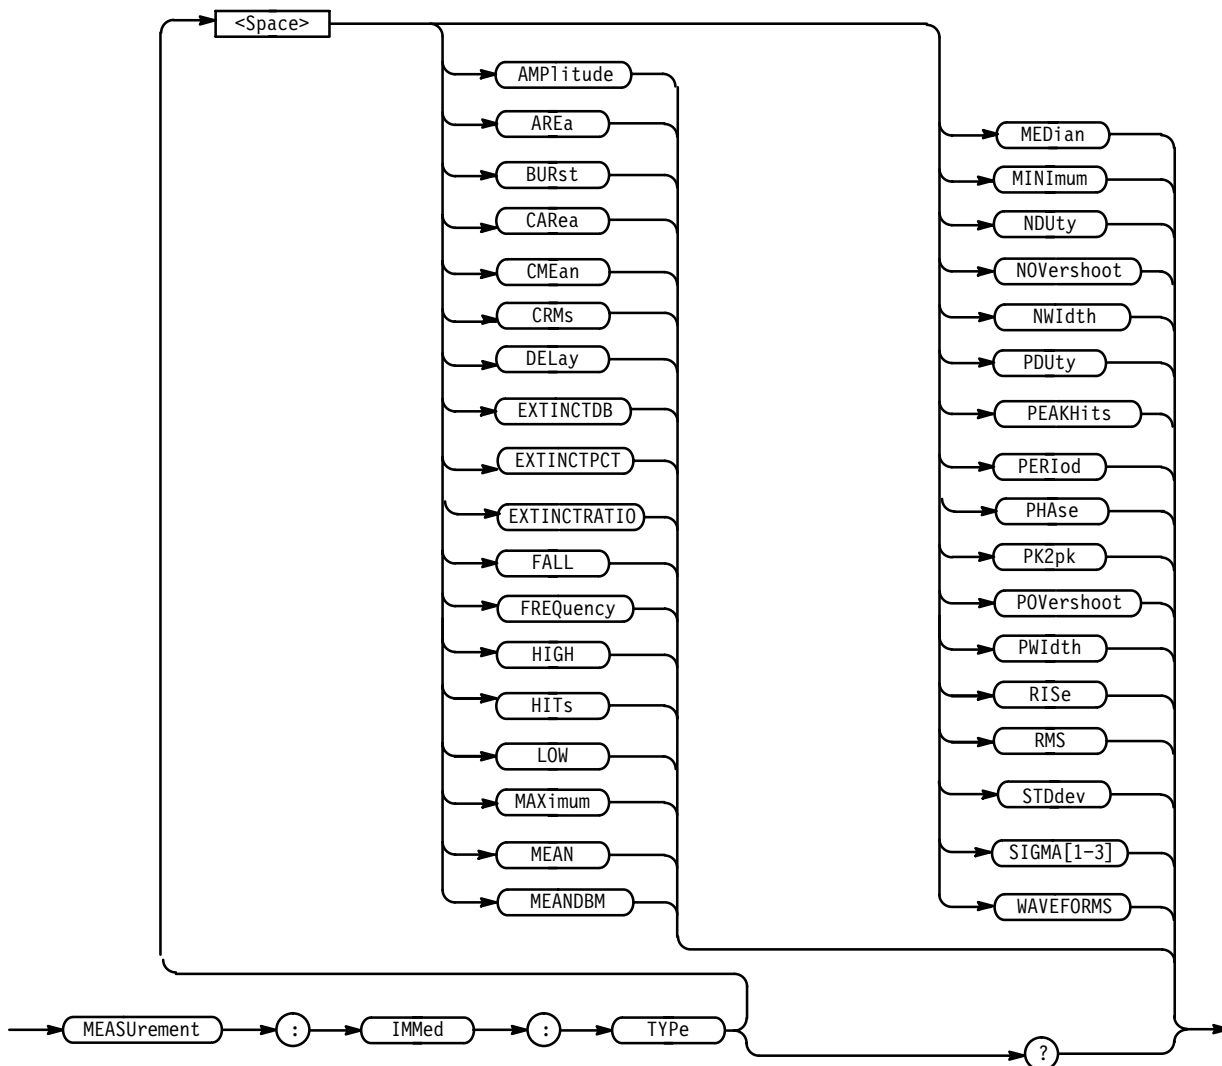 <Space>
AMPlitude
AREa
BURst
CARea
CMEan
CRMs
DELay
EXTINCTDB
EXTINCTPCT
EXTINCTRATIO
FALL
FREQuency
HIGH
HITs
LOW
MAXimum
MEAN
MEANDBM
MEDian
MINImum
NDUty
NOVershoot
NWIdth
PDUty
PEAKHits
PERIod
PHAse
PK2pk
POVershoot
PWIdth
RISe
RMS
STDdev
SIGMA[1-3]
WAVEFORMS
MEASUrement : IMMed : TYPe
?